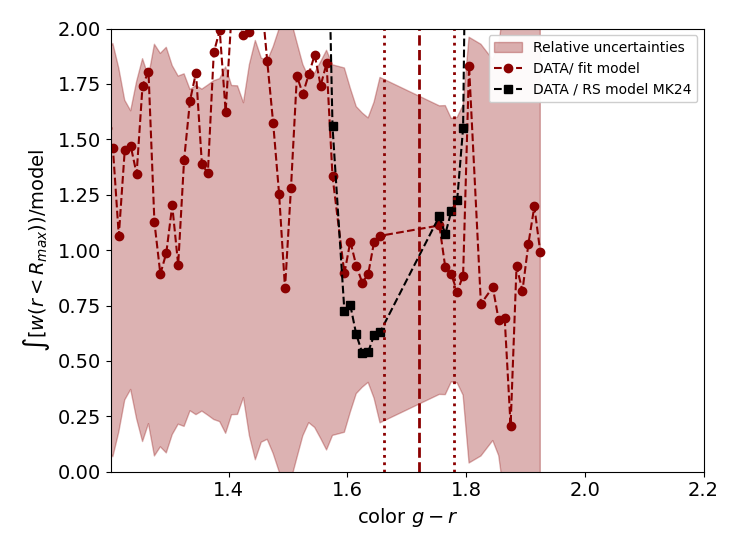 Relative uncertainties
DATA/ fit model
DATA / RS model MK24
2.00
1.75
1.50
1.25
1.00
0.75
0.50
0.25
0.00
∫[w(r < R_{max}))/model
1.4
1.6
1.8
2.0
2.2
color g − r